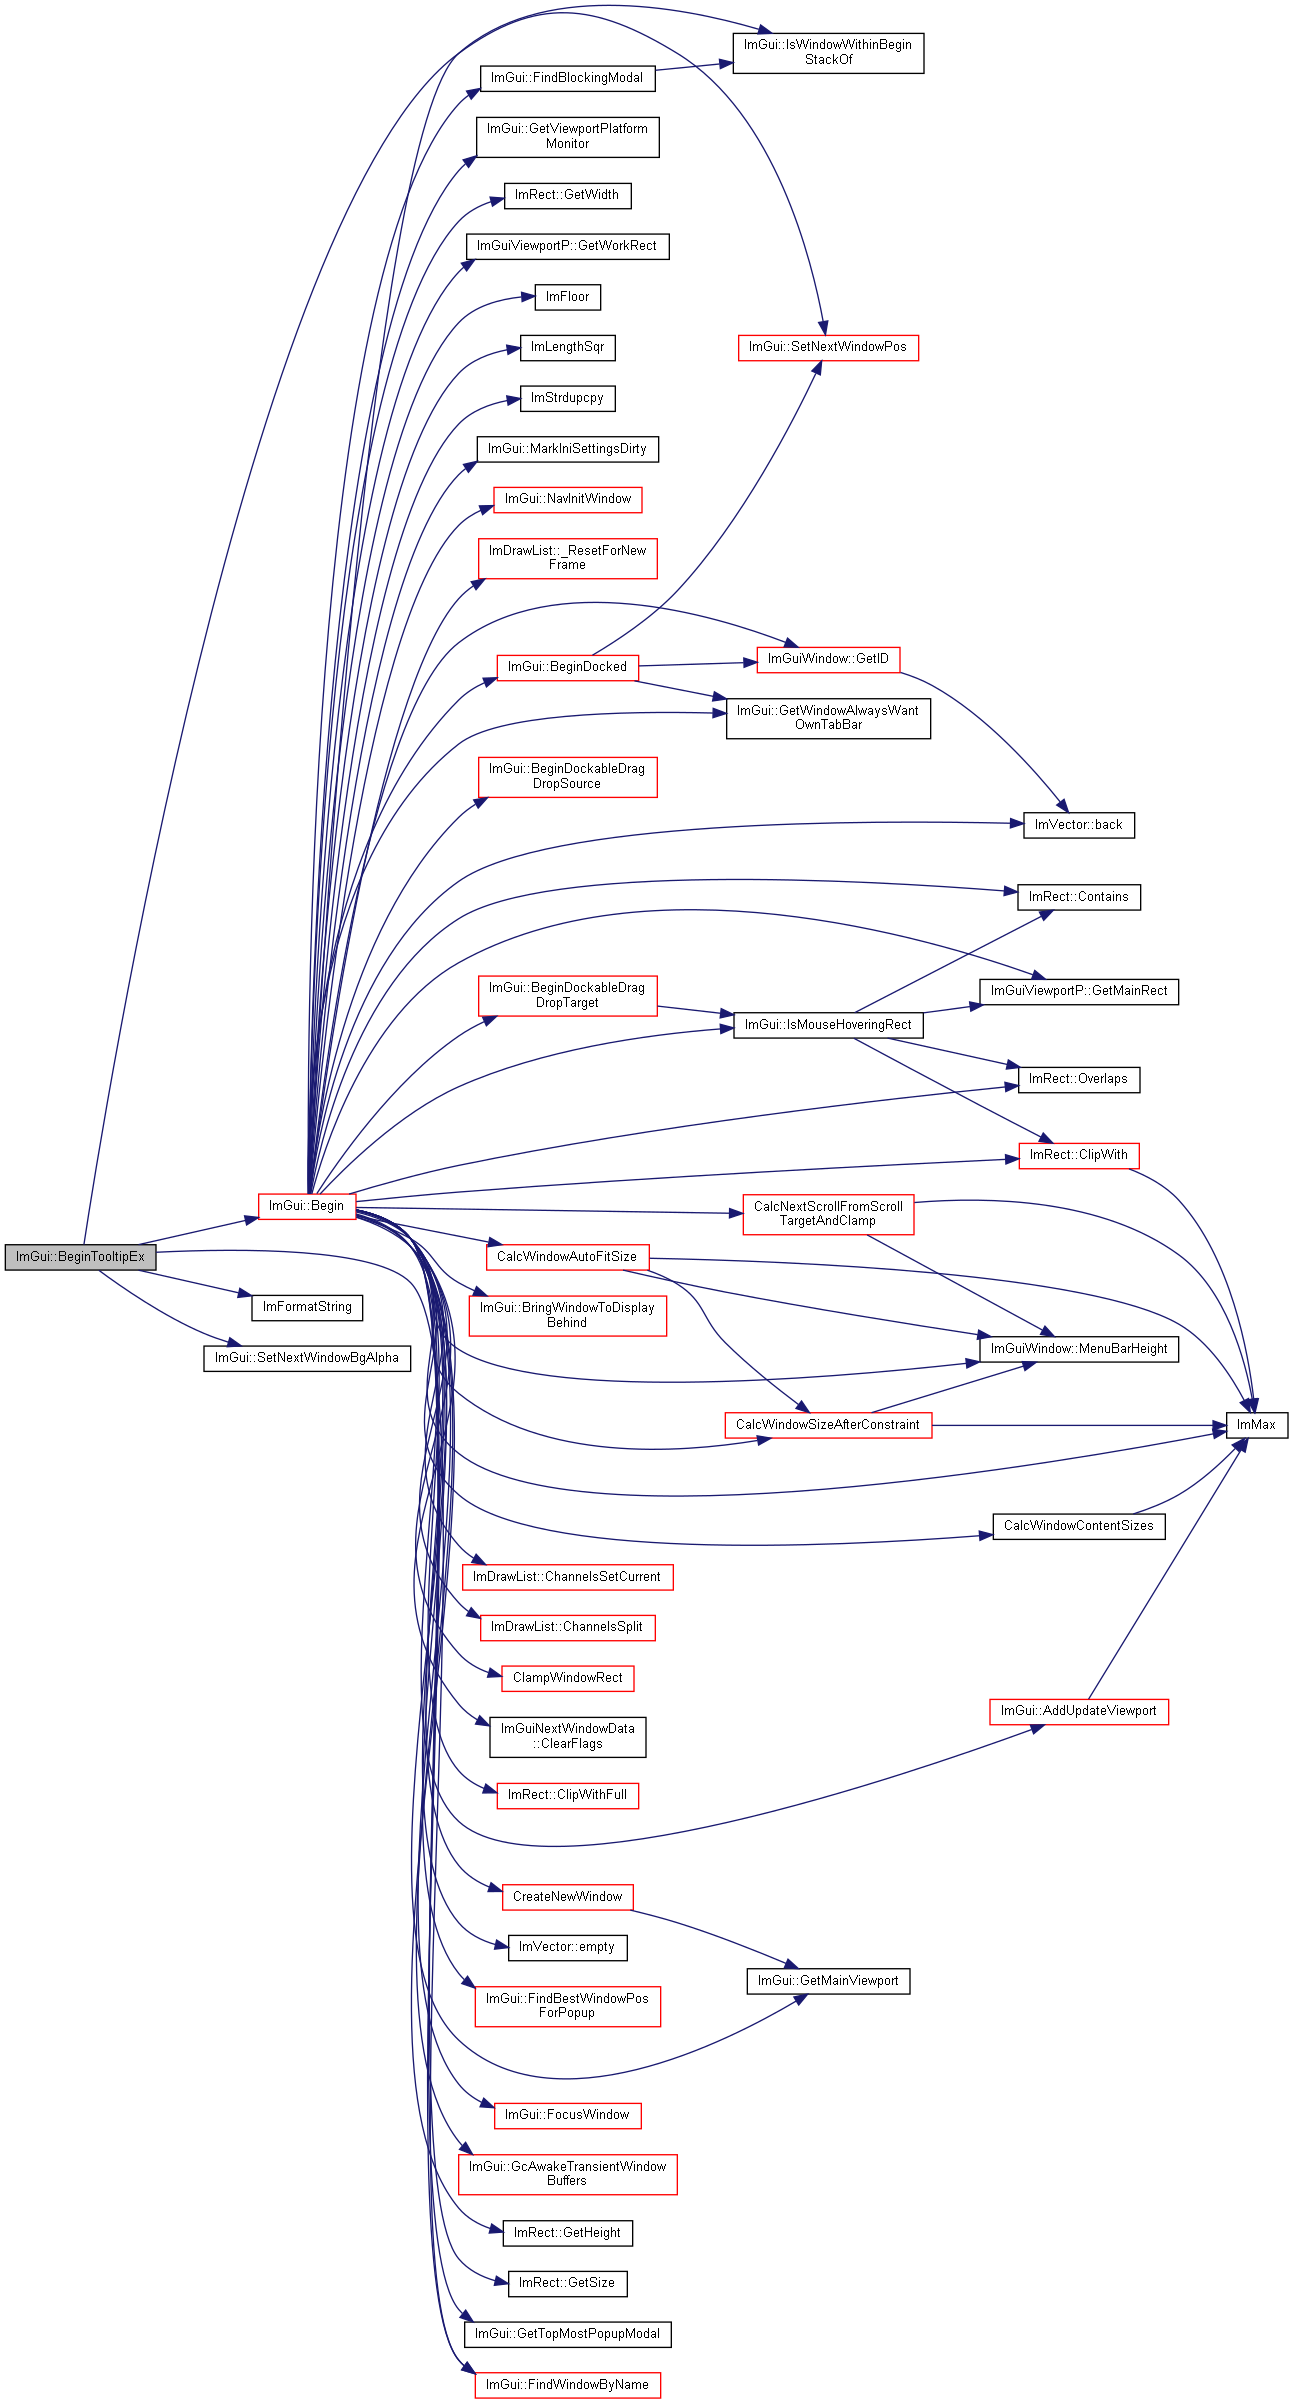 ImGui::IsWindowWithinBegin
StackOf
ImGui::FindBlockingModal
ImGui::GetViewportPlatform
Monitor
ImRect::GetWidth
ImGuiViewportP::GetWorkRect
ImFloor
ImLengthSqr
ImGui::SetNextWindowPos
ImStrdupcpy
ImGui::MarkIniSettingsDirty
ImGui::NavInitWindow
ImDrawList::_ResetForNew
Frame
ImGui::BeginDocked
ImGuiWindow::GetID
ImGui::GetWindowAlwaysWant
OwnTabBar
ImGui::BeginDockableDrag
DropSource
ImVector::back
ImRect::Contains
ImGui::BeginDockableDrag
DropTarget
ImGuiViewportP::GetMainRect
ImGui::IsMouseHoveringRect
ImRect::Overlaps
ImRect::ClipWith
ImGui::Begin
CalcNextScrollFromScroll
TargetAndClamp
ImGui::BeginTooltipEx
CalcWindowAutoFitSize
ImFormatString
ImGui::BringWindowToDisplay
Behind
ImGui::SetNextWindowBgAlpha
ImGuiWindow::MenuBarHeight
CalcWindowSizeAfterConstraint
ImMax
CalcWindowContentSizes
ImDrawList::ChannelsSetCurrent
ImDrawList::ChannelsSplit
ClampWindowRect
ImGui::AddUpdateViewport
ImGuiNextWindowData
::ClearFlags
ImRect::ClipWithFull
CreateNewWindow
ImVector::empty
ImGui::GetMainViewport
ImGui::FindBestWindowPos
ForPopup
ImGui::FocusWindow
ImGui::GcAwakeTransientWindow
Buffers
ImRect::GetHeight
ImRect::GetSize
ImGui::GetTopMostPopupModal
ImGui::FindWindowByName